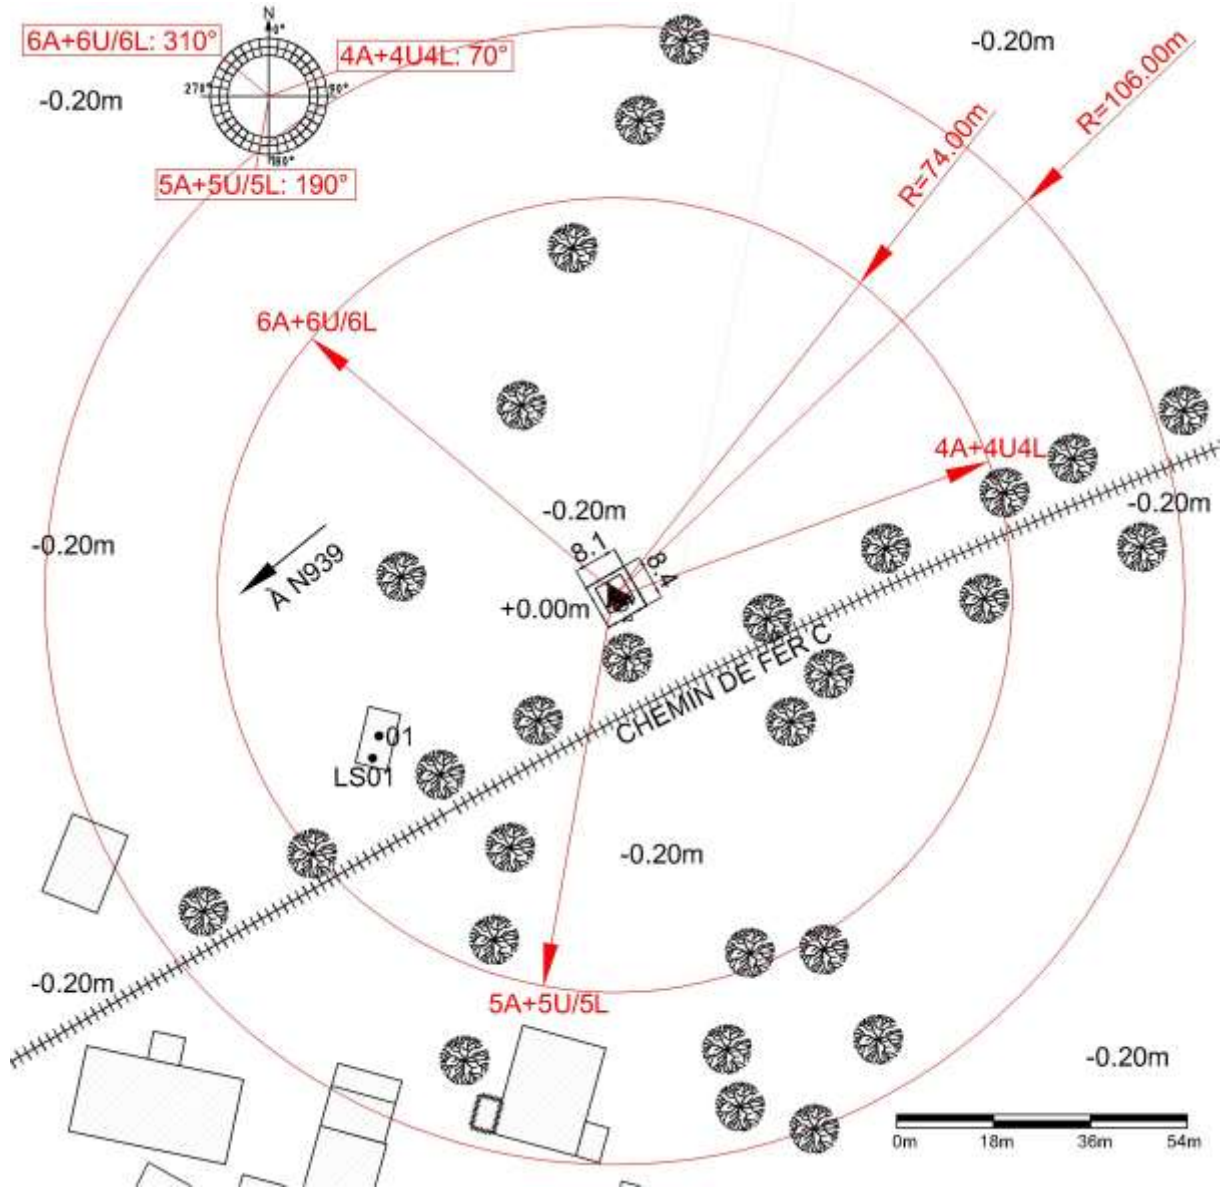 N
0°
6A+6U/6L: 310°
4A+4U4L: 70°
-0.20m
-0.20m
270°
90°
180°
5A+5U/5L: 190°
R=74.00m
R=106.00m
6A+6U/6L
4A+4U4L
-0.20m
-0.20m
-0.20m
8.1
8.4
À N939
+0.00m
CHEMIN DE FER C
01
LS01
-0.20m
-0.20m
5A+5U/5L
-0.20m
0m
18m
36m
54m